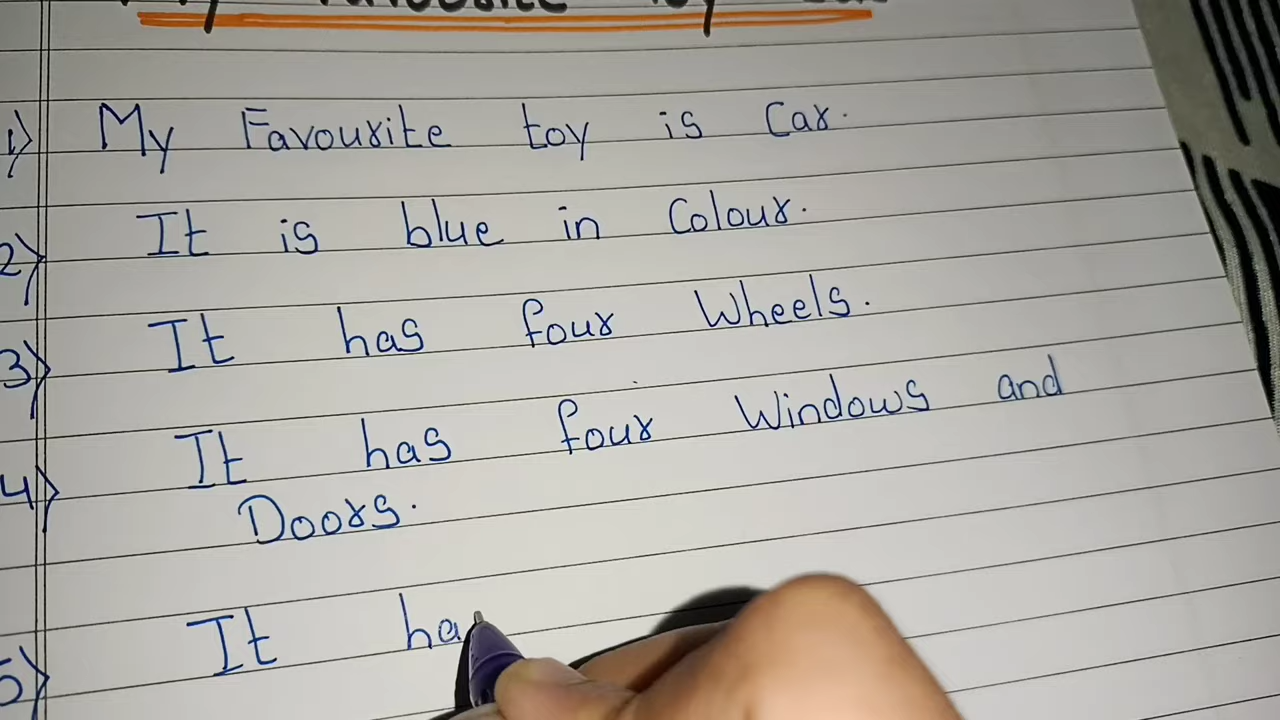 1) My Favourite toy is Car.
2) It is blue in Colour.
3) It has four Wheels.
4) It has four Windows and
Doors.
5) It ha